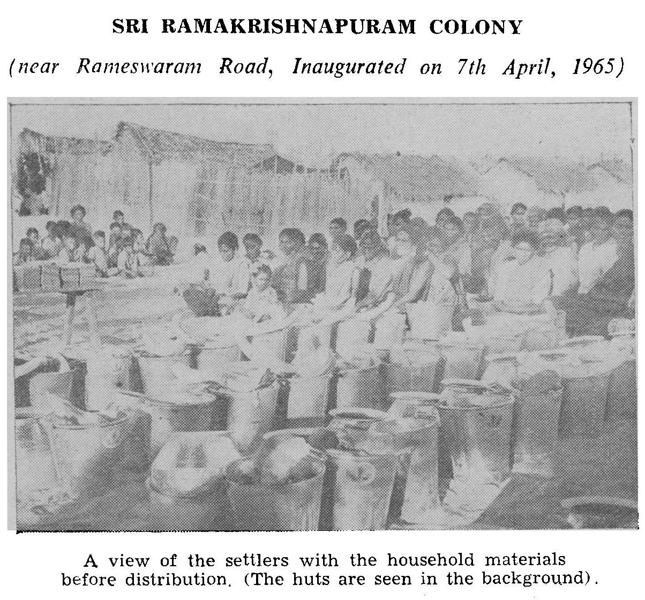 SRI RAMAKRISHNAPURAM COLONY
(near Rameswaram Road, Inaugurated on 7th April, 1965)
A view of the settlers with the household materials
before distribution. (The huts are seen in the background).